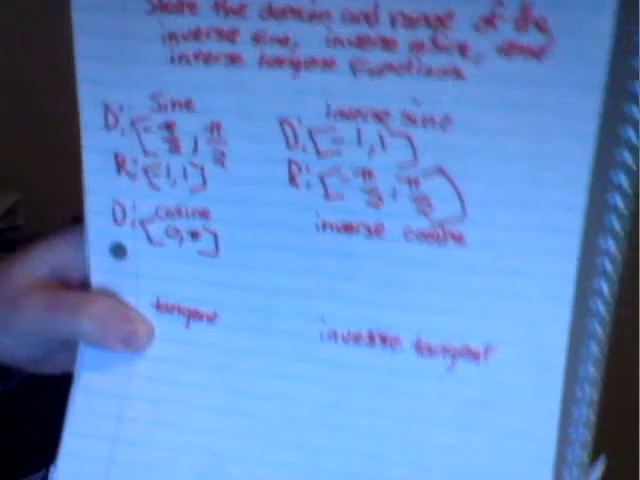 State the domain and range of the
inverse sine, inverse cosine, and
inverse tangent functions
Sine
D: [-π/2, π/2]
R: [-1, 1]
inverse sine
D: [-1, 1]
R: [-π/2, π/2]
cosine
D: [0, π]
inverse cosine
tangent
inverse tangent